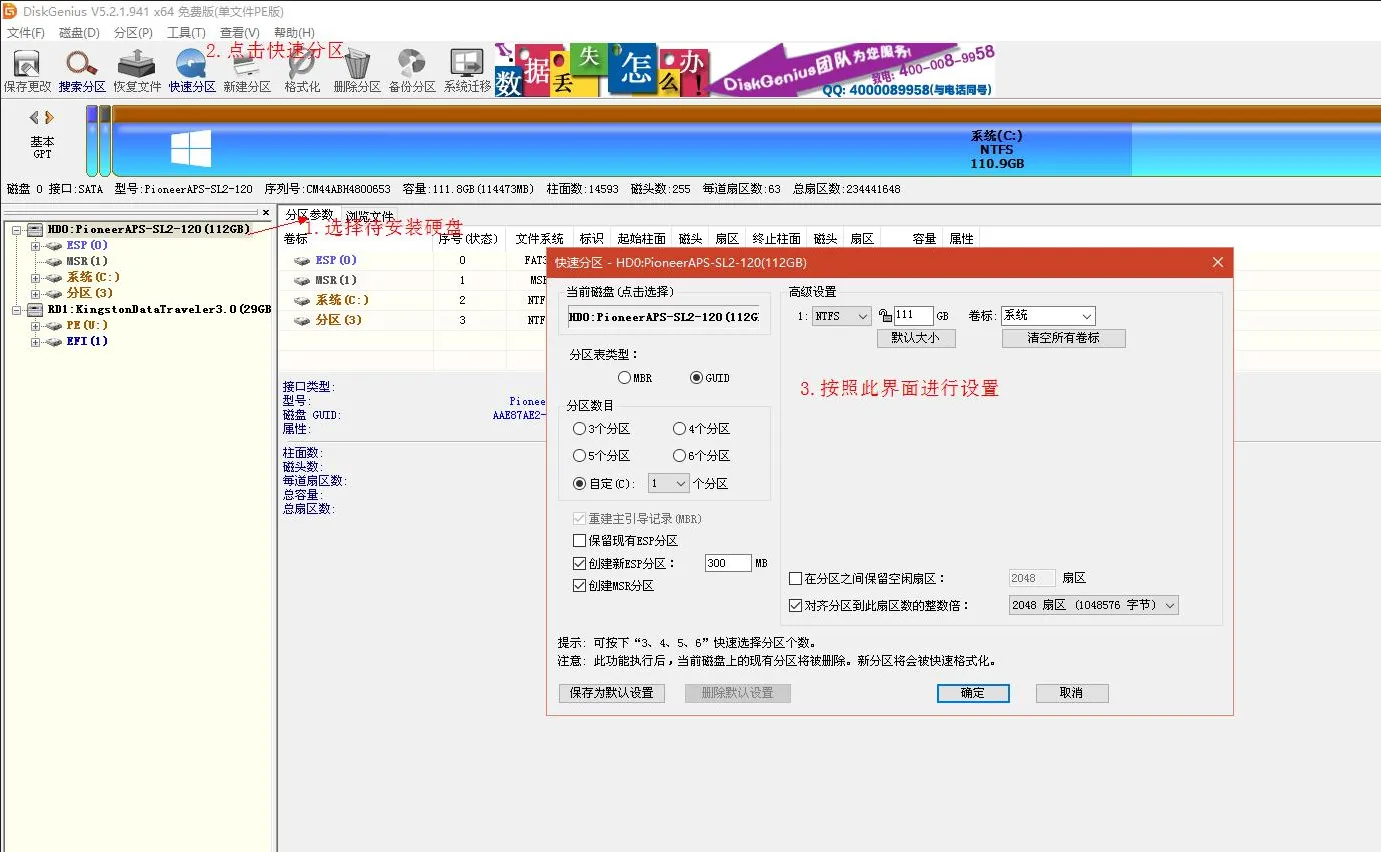 DiskGenius V5.2.1.941 x64 免费版(单文件PE版)
文件(F) 磁盘(D) 分区(P) 工具(T) 查看(V) 帮助(H)
2.点击快速分区
保存更改 搜索分区 恢复文件 快速分区 新建分区 格式化 删除分区 备份分区 系统迁移
数据丢失怎么办!
DiskGenius团队为您服务!
致电: 400-008-9958
QQ: 4000089958(与电话同号)
基本
GPT
系统(C:)
NTFS
110.9GB
磁盘 0 接口:SATA 型号:PioneerAPS-SL2-120 序列号:CM44ABH4800653 容量:111.8GB(114473MB) 柱面数:14593 磁头数:255 每道扇区数:63 总扇区数:234441648
HD0:PioneerAPS-SL2-120(112GB)
ESP(0)
MSR(1)
系统(C:)
分区(3)
RD1:KingstonDataTraveler3.0(29GB
PE(U:)
EFI(1)
分区参数 浏览文件
1.选择待安装硬盘
卷标 序号(状态) 文件系统 标识 起始柱面 磁头 扇区 终止柱面 磁头 扇区 容量 属性
ESP(0) 0 FAT3
MSR(1) 1 MS
系统(C:) 2 NTF
分区(3) 3 NTF
接口类型:
型号: Pionee
磁盘 GUID: AAE87AE2-
属性:
柱面数:
磁头数:
每道扇区数:
总容量:
总扇区数:
快速分区 - HD0:PioneerAPS-SL2-120(112GB)
当前磁盘(点击选择)
HD0:PioneerAPS-SL2-120(112G
分区表类型：
MBR GUID
分区数目
3个分区 4个分区
5个分区 6个分区
自定(C): 1 个分区
重建主引导记录(MBR)
保留现有ESP分区
创建新ESP分区： 300 MB
创建MSR分区
高级设置
1: NTFS 111 GB 卷标: 系统
默认大小 清空所有卷标
3.按照此界面进行设置
在分区之间保留空闲扇区： 2048 扇区
对齐分区到此扇区数的整数倍： 2048 扇区 (1048576 字节)
提示: 可按下“3、4、5、6”快速选择分区个数。
注意: 此功能执行后，当前磁盘上的现有分区将被删除。新分区将会被快速格式化。
保存为默认设置 删除默认设置 确定 取消